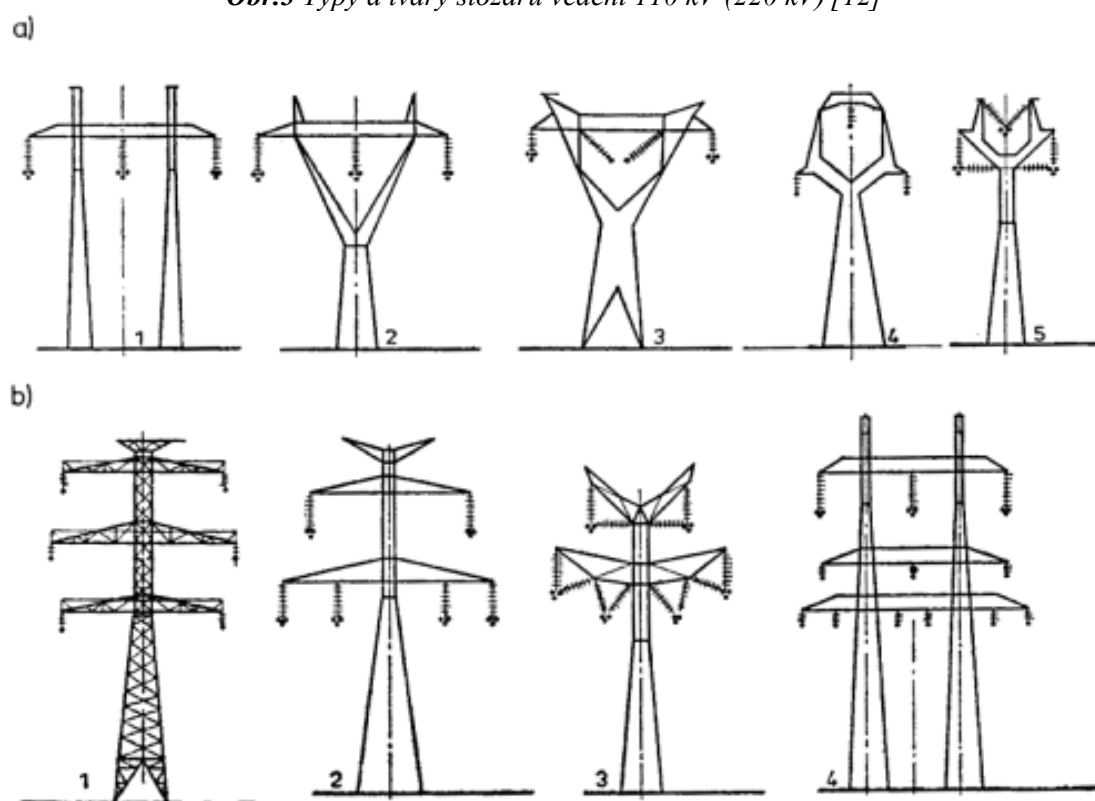 Obr.3 Typy a tvary stožárů vedení 110 kV (220 kV) [12]
a)
1 2 3 4 5
b)
1 2 3 4